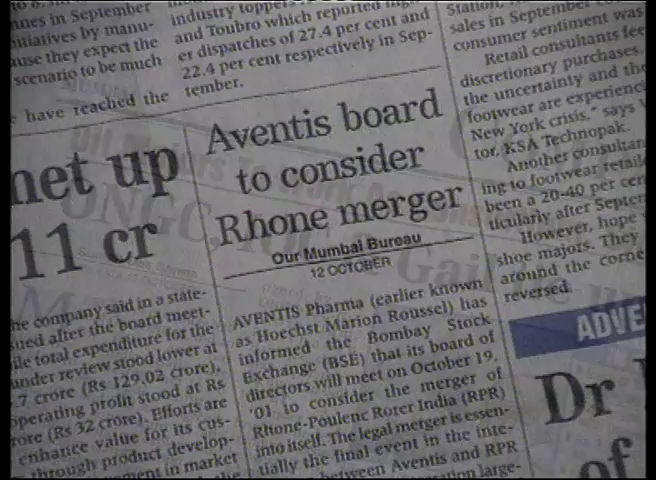 nnes in September
itiatives by manu-
use they expect the
scenario to be much
have reached the
industry toppers
and Toubro which reported high
er dispatches of 27.4 per cent and
22.4 per cent respectively in Sep-
tember.
Station,
sales in September
consumer sentiment was
Retail consultants
discretionary purchases.
the uncertainty and the
footwear are
New York crisis," says
tor, KSA Technopak.
Another
ing to footwear
been a 20-40 per
ticularly after
However, hope
shoe majors. They
around the
reversed.
net up
11 cr
he company said in a state-
ued after the board meet-
ile total expenditure for the
under review stood lower at
.7 crore (Rs 129.02 crore),
operating profit stood at Rs
rore (Rs 32 crore). Efforts are
enhance value for its cus-
through product develop-
ment in market
Aventis board
to consider
Rhone merger
Our Mumbai Bureau
12 OCTOBER
AVENTIS Pharma (earlier known
as Hoechst Marion Roussel) has
informed the Bombay Stock
Exchange (BSE) that its board of
directors will meet on October 19,
'01 to consider the merger of
Rhone-Poulenc Rorer India (RPR)
into itself. The legal merger is essen-
tially the final event in the inte-
between Aventis and RPR
large-
ADVE
Dr
of